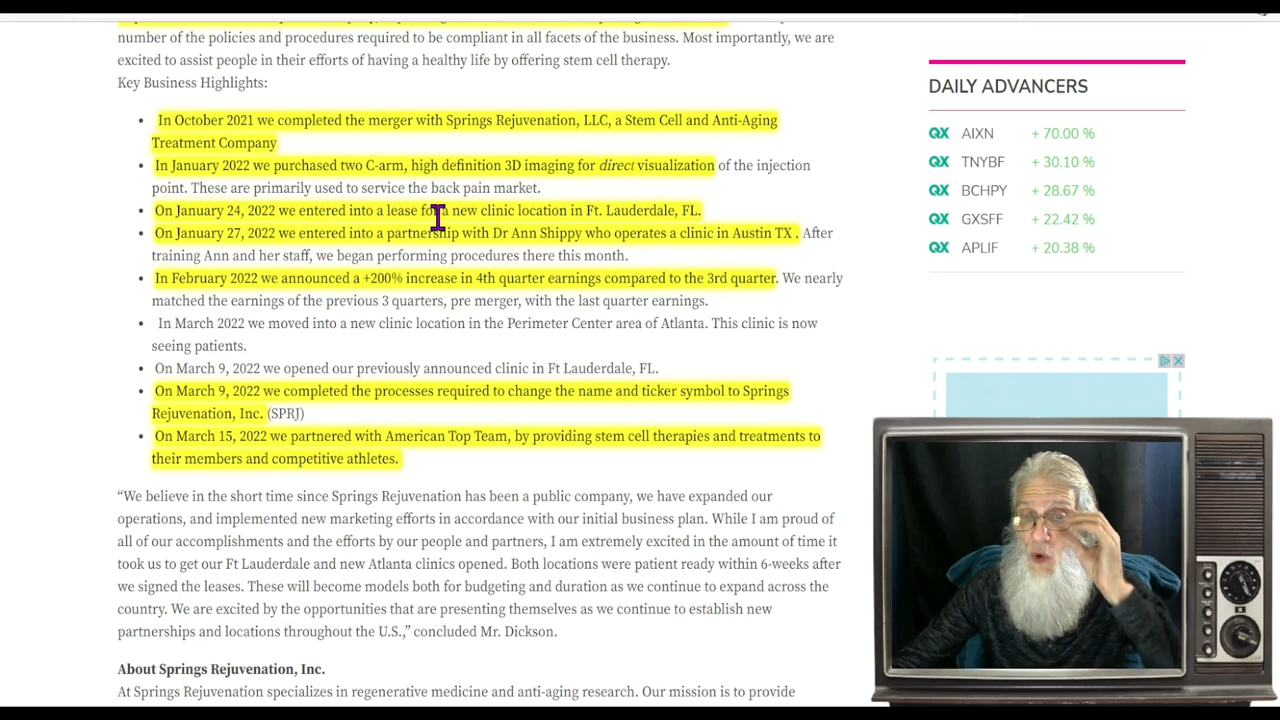 number of the policies and procedures required to be compliant in all facets of the business. Most importantly, we are
excited to assist people in their efforts of having a healthy life by offering stem cell therapy.
Key Business Highlights:
• In October 2021 we completed the merger with Springs Rejuvenation, LLC, a Stem Cell and Anti-Aging
Treatment Company
• In January 2022 we purchased two C-arm, high definition 3D imaging for direct visualization of the injection
point. These are primarily used to service the back pain market.
• On January 24, 2022 we entered into a lease for a new clinic location in Ft. Lauderdale, FL.
• On January 27, 2022 we entered into a partnership with Dr Ann Shippy who operates a clinic in Austin TX . After
training Ann and her staff, we began performing procedures there this month.
• In February 2022 we announced a +200% increase in 4th quarter earnings compared to the 3rd quarter. We nearly
matched the earnings of the previous 3 quarters, pre merger, with the last quarter earnings.
• In March 2022 we moved into a new clinic location in the Perimeter Center area of Atlanta. This clinic is now
seeing patients.
• On March 9, 2022 we opened our previously announced clinic in Ft Lauderdale, FL.
• On March 9, 2022 we completed the processes required to change the name and ticker symbol to Springs
Rejuvenation, Inc. (SPRJ)
• On March 15, 2022 we partnered with American Top Team, by providing stem cell therapies and treatments to
their members and competitive athletes.
“We believe in the short time since Springs Rejuvenation has been a public company, we have expanded our
operations, and implemented new marketing efforts in accordance with our initial business plan. While I am proud of
all of our accomplishments and the efforts by our people and partners, I am extremely excited in the amount of time it
took us to get our Ft Lauderdale and new Atlanta clinics opened. Both locations were patient ready within 6-weeks after
we signed the leases. These will become models both for budgeting and duration as we continue to expand across the
country. We are excited by the opportunities that are presenting themselves as we continue to establish new
partnerships and locations throughout the U.S.,” concluded Mr. Dickson.
About Springs Rejuvenation, Inc.
At Springs Rejuvenation specializes in regenerative medicine and anti-aging research. Our mission is to provide
DAILY ADVANCERS
QX AIXN + 70.00 %
QX TNYBF + 30.10 %
QX BCHPY + 28.67 %
QX GXSFF + 22.42 %
QX APLIF + 20.38 %